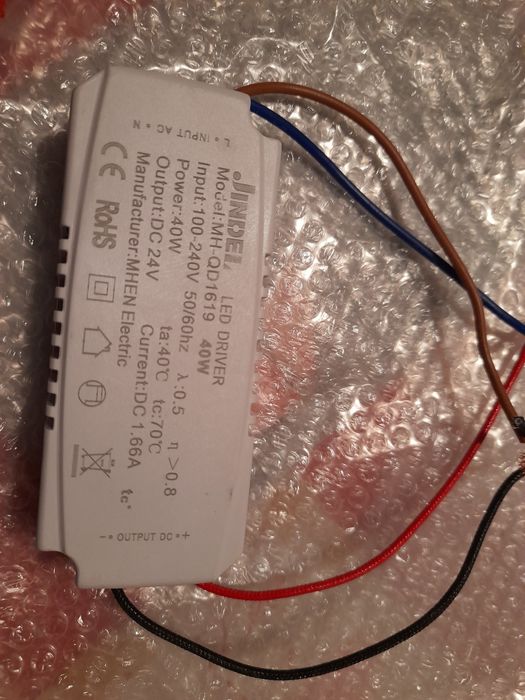 L • INPUT AC • N
JINDEL LED DRIVER
Model:MH-QD1619 40W
Input:100-240V 50/60hz λ:0.5 η>0.8
Power:40W ta:40℃ tc:70℃
Output:DC 24V Current:DC 1.66A
Manufacturer:MHEN Electric
CE RoHS tc•
- • OUTPUT DC • +